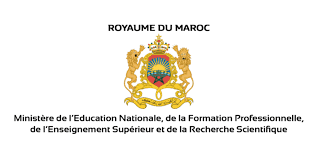 ROYAUME DU MAROC
Ministère de l'Education Nationale, de la Formation Professionnelle,
de l'Enseignement Supérieur et de la Recherche Scientifique